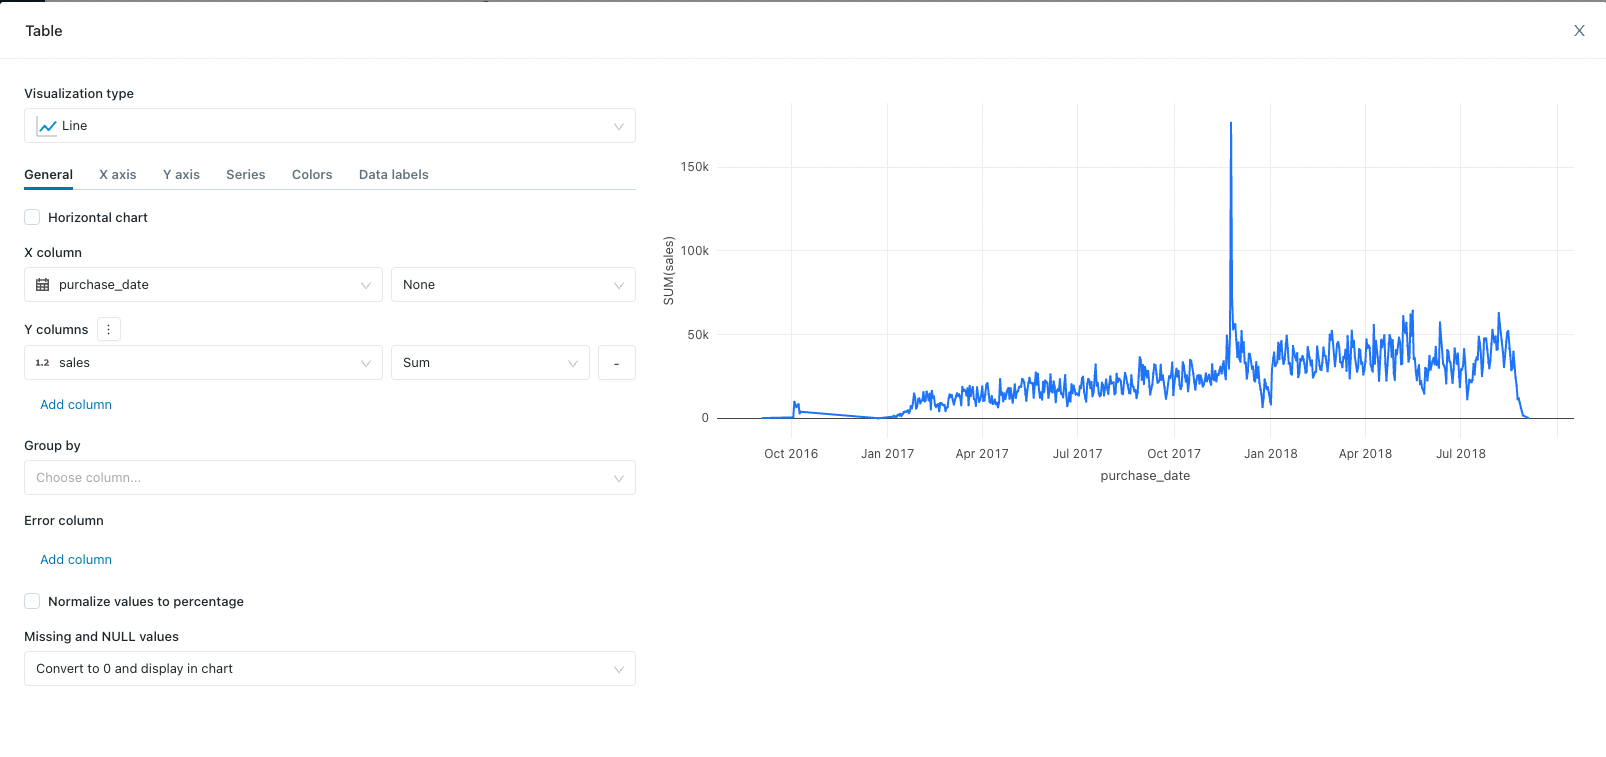 Table
X
Visualization type
Line
General X axis Y axis Series Colors Data labels
Horizontal chart
X column
purchase_date None
Y columns
1.2 sales Sum -
Add column
Group by
Choose column...
Error column
Add column
Normalize values to percentage
Missing and NULL values
Convert to 0 and display in chart
150k
100k
50k
0
SUM(sales)
Oct 2016 Jan 2017 Apr 2017 Jul 2017 Oct 2017 Jan 2018 Apr 2018 Jul 2018
purchase_date